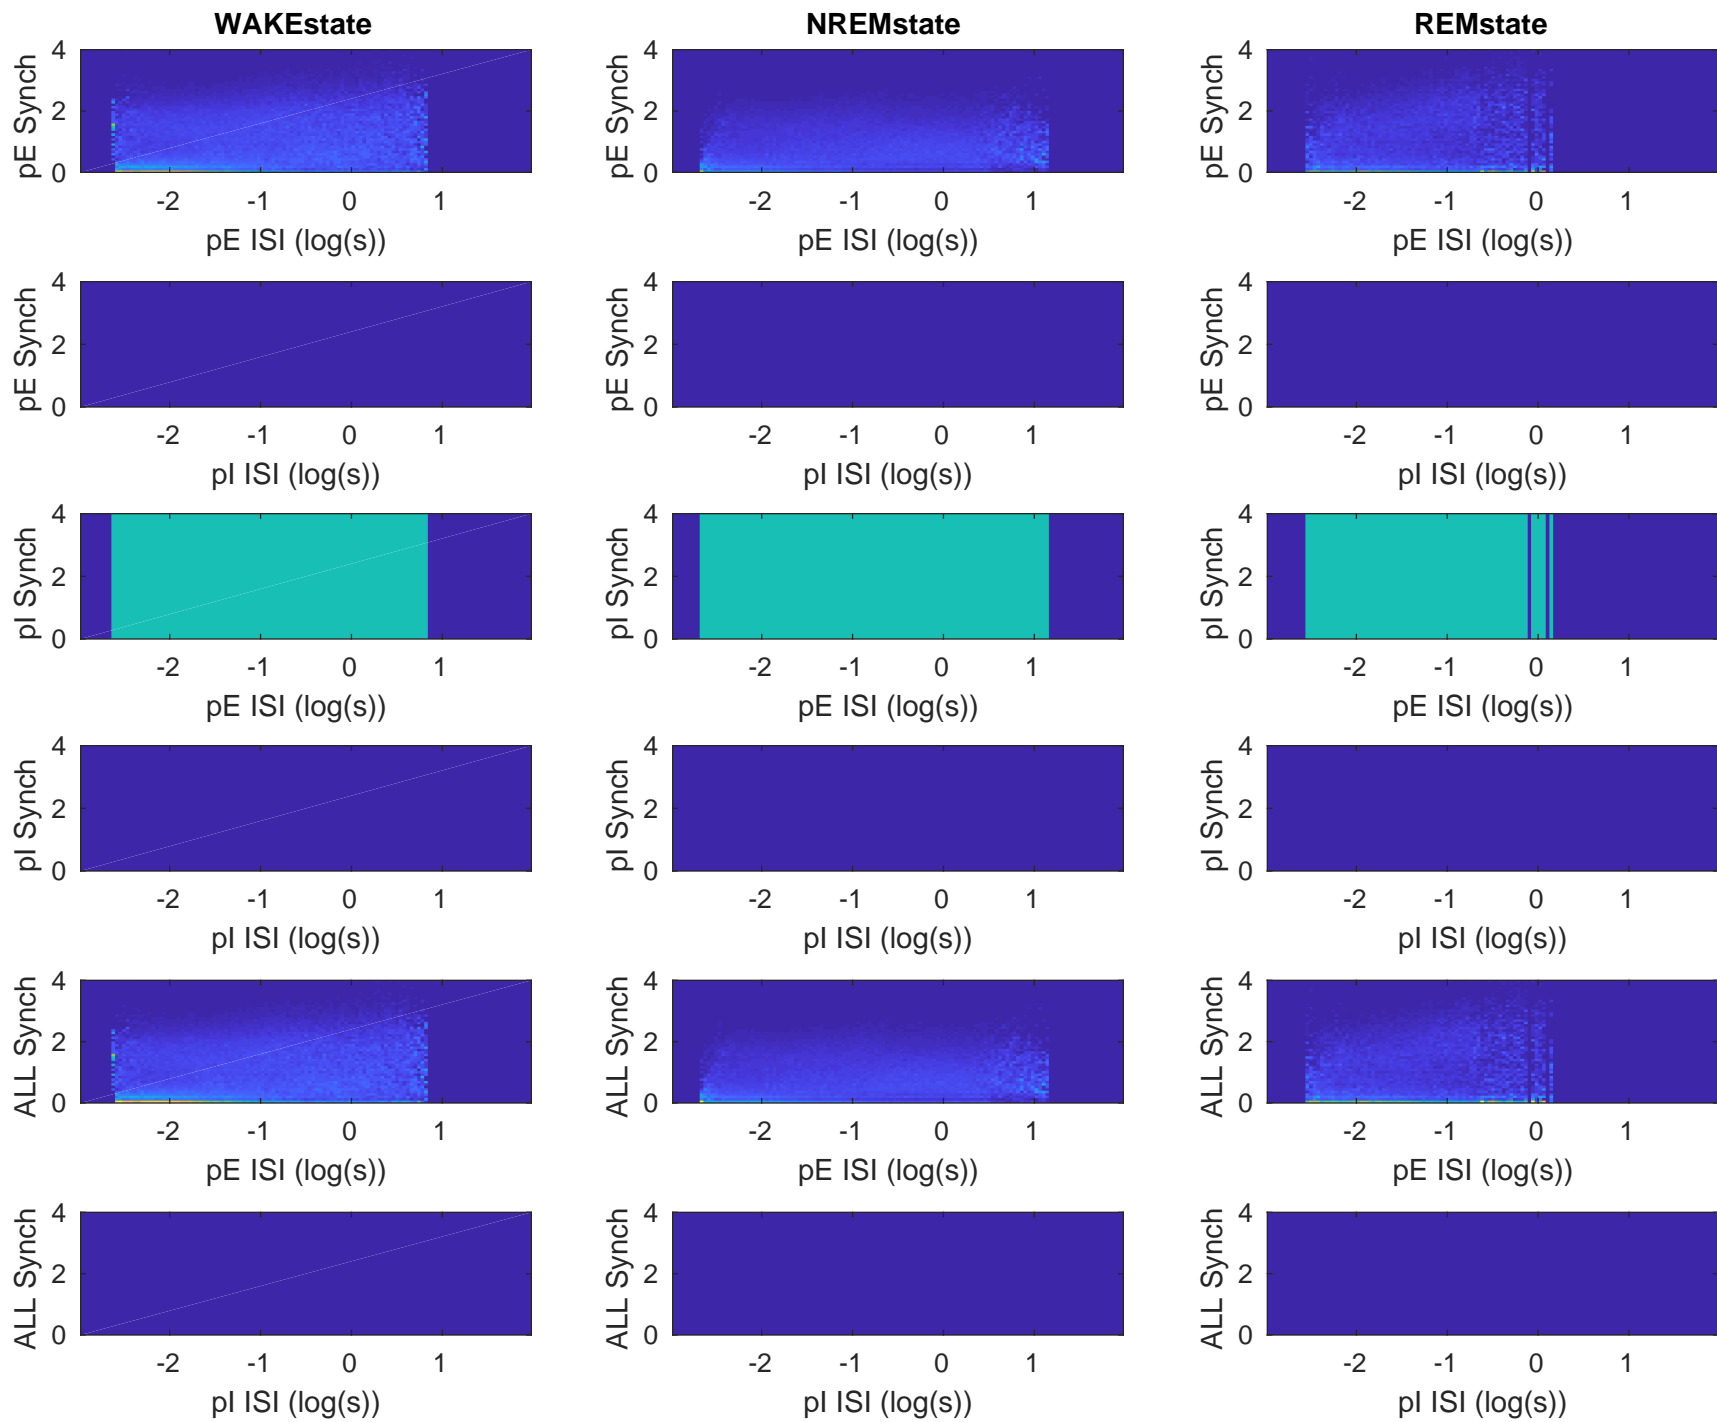 WAKEstate NREMstate REMstate
4 4 4
pE Synch pE Synch pE Synch
2 2 2
0 0 0
-2 -1 0 1 -2 -1 0 1 -2 -1 0 1
pE ISI (log(s)) pE ISI (log(s)) pE ISI (log(s))
4 4 4
pE Synch pE Synch pE Synch
2 2 2
0 0 0
-2 -1 0 1 -2 -1 0 1 -2 -1 0 1
pI ISI (log(s)) pI ISI (log(s)) pI ISI (log(s))
4 4 4
pI Synch pI Synch pI Synch
2 2 2
0 0 0
-2 -1 0 1 -2 -1 0 1 -2 -1 0 1
pE ISI (log(s)) pE ISI (log(s)) pE ISI (log(s))
4 4 4
pI Synch pI Synch pI Synch
2 2 2
0 0 0
-2 -1 0 1 -2 -1 0 1 -2 -1 0 1
pI ISI (log(s)) pI ISI (log(s)) pI ISI (log(s))
4 4 4
ALL Synch ALL Synch ALL Synch
2 2 2
0 0 0
-2 -1 0 1 -2 -1 0 1 -2 -1 0 1
pE ISI (log(s)) pE ISI (log(s)) pE ISI (log(s))
4 4 4
ALL Synch ALL Synch ALL Synch
2 2 2
0 0 0
-2 -1 0 1 -2 -1 0 1 -2 -1 0 1
pI ISI (log(s)) pI ISI (log(s)) pI ISI (log(s))